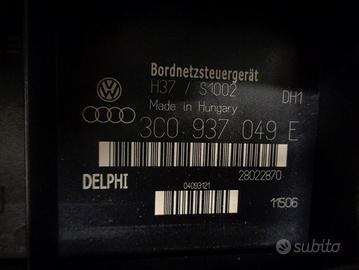 Bordnetzsteuergerät
H37 / S1002 DH1
Made in Hungary
3C0 937 049 E
DELPHI 28022870
04093121
11506
subito